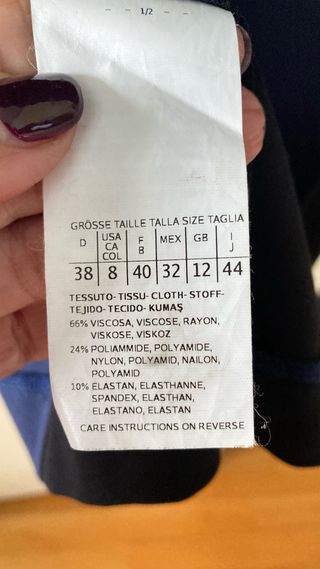 - - 1/2 - -
GRÖSSE TAILLE TALLA SIZE TAGLIA
D USA CA COL F B MEX GB I J
38 8 40 32 12 44
TESSUTO- TISSU- CLOTH- STOFF-
TEJIDO- TECIDO- KUMAŞ
66% VISCOSA, VISCOSE, RAYON,
VISKOSE, VISKOZ
24% POLIAMMIDE, POLYAMIDE,
NYLON, POLYAMID, NAILON,
POLYAMID
10% ELASTAN, ELASTHANNE,
SPANDEX, ELASTHAN,
ELASTANO, ELASTAN
CARE INSTRUCTIONS ON REVERSE